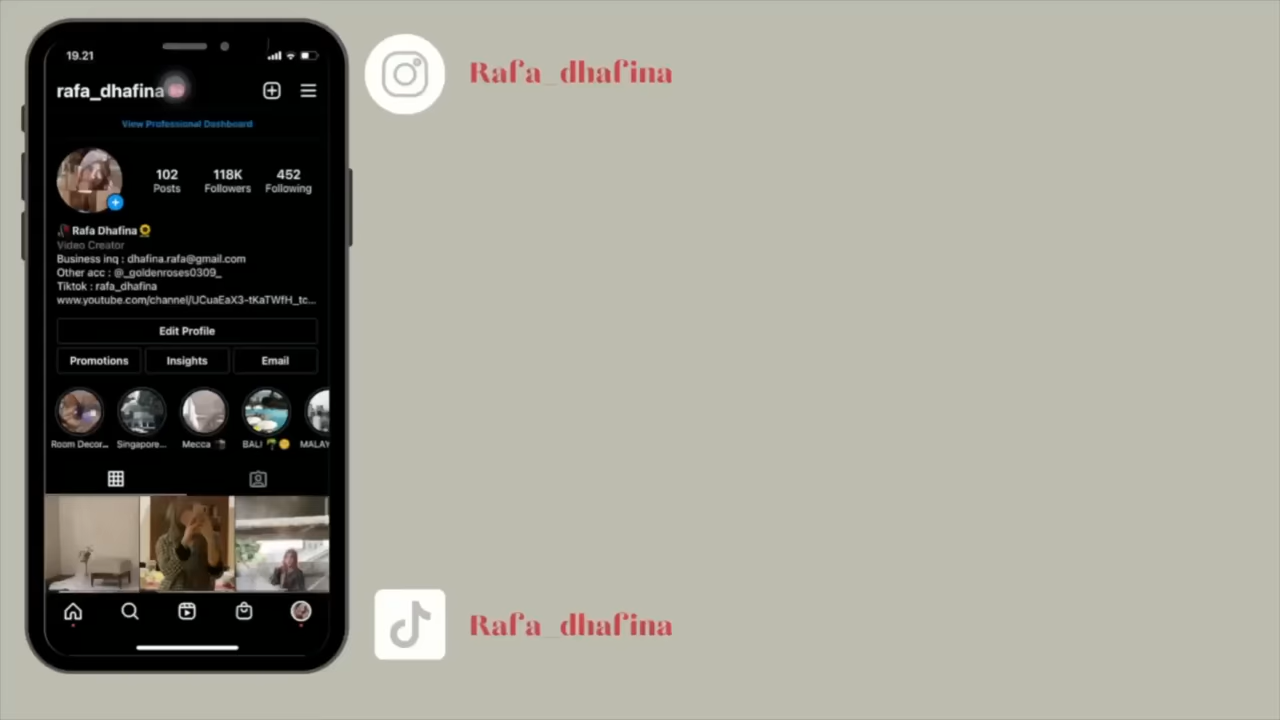 19.21
rafa_dhafina
View Professional Dashboard
102 118K 452
Posts Followers Following
Rafa Dhafina
Video Creator
Business inq : dhafina.rafa@gmail.com
Other acc : @_goldenroses0309_
Tiktok : rafa_dhafina
www.youtube.com/channel/UCuaEaX3-tKaTWfH_tc...
Edit Profile
Promotions Insights Email
Room Decor... Singapore... Mecca BALI MALAY
Rafa_dhafina
Rafa_dhafina